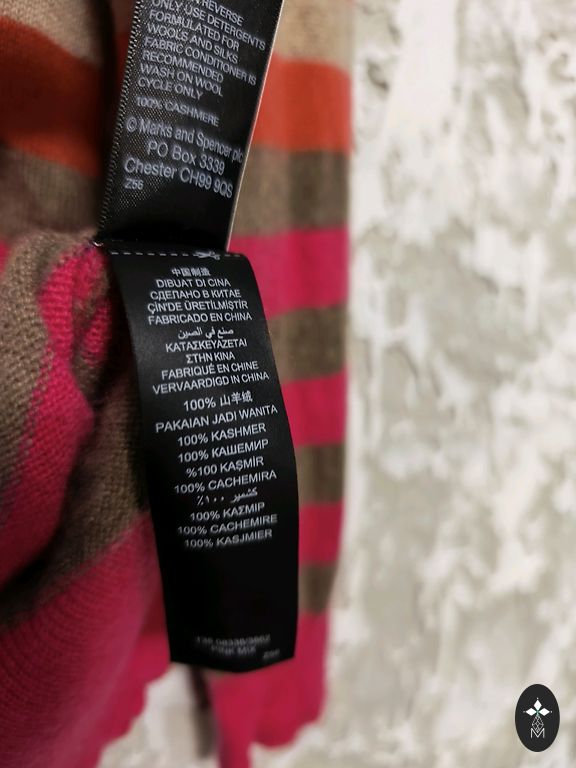 REVERSE
ONLY USE DETERGENTS
FORMULATED FOR
WOOLS AND SILKS
FABRIC CONDITIONER IS
RECOMMENDED
WASH ON WOOL
CYCLE ONLY
100% CASHMERE
© Marks and Spencer plc
PO Box 3339
Chester CH99 9QS
Z56
中国制造
DIBUAT DI CINA
СДЕЛАНО В КИТАЕ
ÇİN'DE ÜRETİLMİŞTİR
FABRICADO EN CHINA
صنع في الصين
ΚΑΤΑΣΚΕΥΑΖΕΤΑΙ
ΣΤΗΝ ΚΙΝΑ
FABRIQUÉ EN CHINE
VERVAARDIGD IN CHINA
100% 山羊绒
PAKAIAN JADI WANITA
100% KASHMER
100% КАШЕМИР
%100 KAŞMİR
100% CACHEMIRA
كشمير ١٠٠٪
100% ΚΑΣΜΙΡ
100% CACHEMIRE
100% KASJMIER
PINK MIX
Z56
M